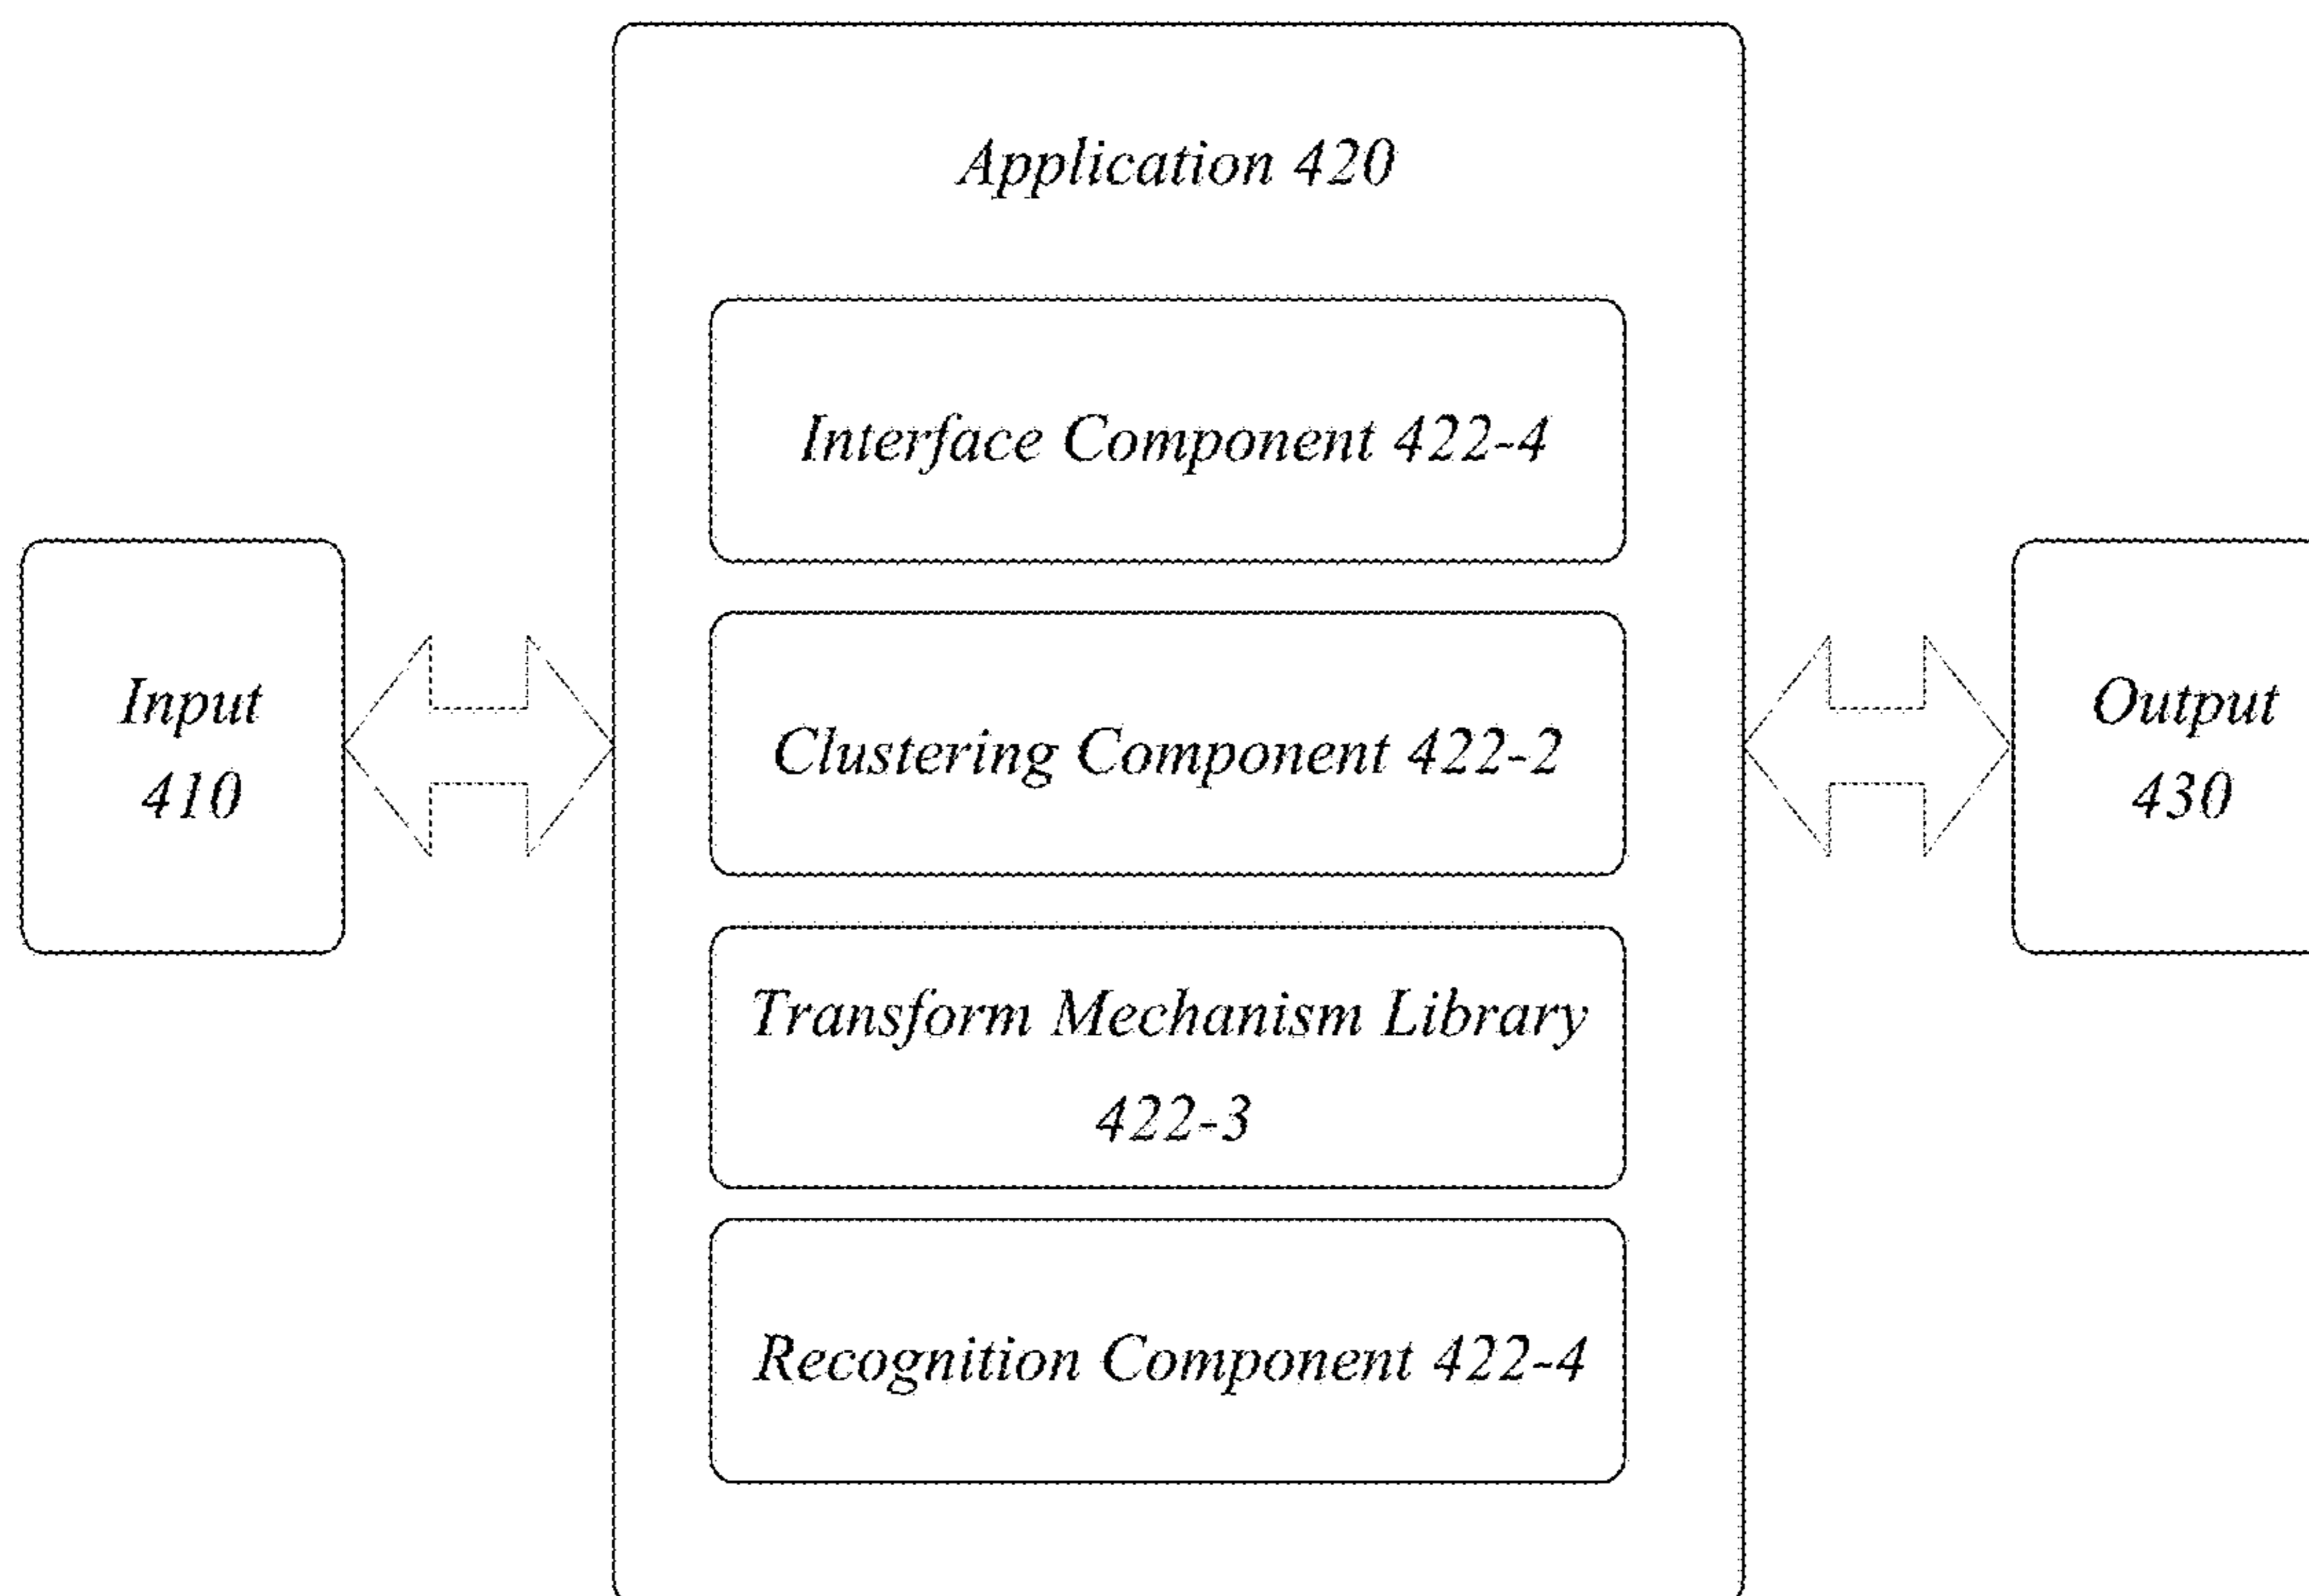 Application 420
Interface Component 422-4
Input
410
Clustering Component 422-2
Output
430
Transform Mechanism Library
422-3
Recognition Component 422-4